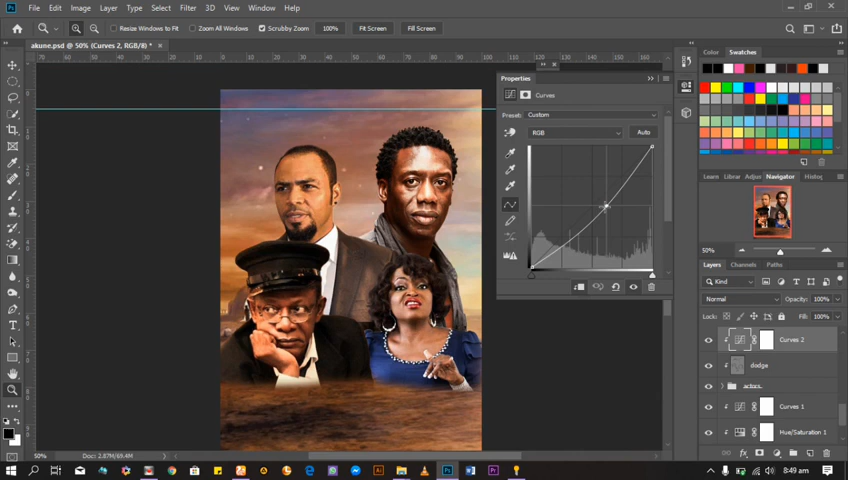 File Edit Image Layer Type Select Filter 3D View Window Help
Resize Windows to Fit Zoom All Windows Scrubby Zoom 100% Fit Screen Fill Screen
akune.psd @ 50% (Curves 2, RGB/8) *
Properties
Curves
Preset: Custom
RGB Auto
Color Swatches
Learn Librar Adjus Navigator Histog
50%
Layers Channels Paths
Kind
Normal Opacity: 100%
Lock: Fill: 100%
Curves 2
dodge
actors.
Curves 1
Hue/Saturation 1
50% Doc: 2.87M/69.4M
8:49 am